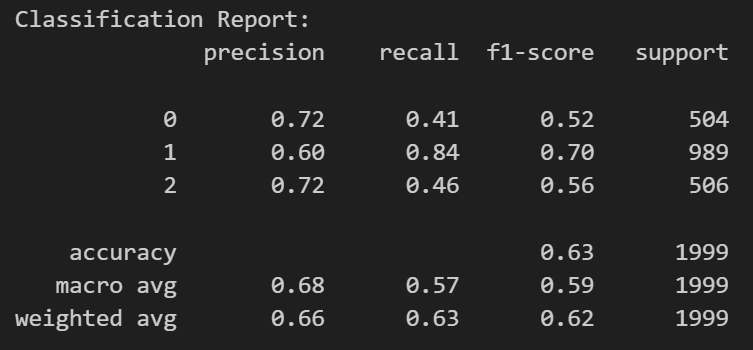 Classification Report:
precision recall f1-score support
0 0.72 0.41 0.52 504
1 0.60 0.84 0.70 989
2 0.72 0.46 0.56 506
accuracy 0.63 1999
macro avg 0.68 0.57 0.59 1999
weighted avg 0.66 0.63 0.62 1999